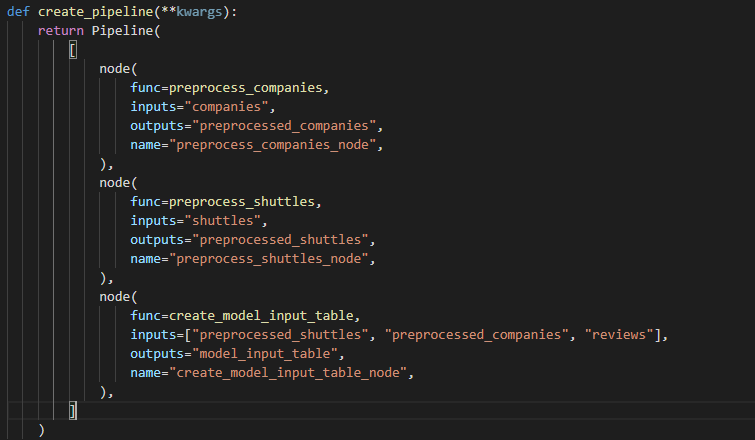 def create_pipeline(**kwargs):
    return Pipeline(
        [
            node(
                func=preprocess_companies,
                inputs="companies",
                outputs="preprocessed_companies",
                name="preprocess_companies_node",
            ),
            node(
                func=preprocess_shuttles,
                inputs="shuttles",
                outputs="preprocessed_shuttles",
                name="preprocess_shuttles_node",
            ),
            node(
                func=create_model_input_table,
                inputs=["preprocessed_shuttles", "preprocessed_companies", "reviews"],
                outputs="model_input_table",
                name="create_model_input_table_node",
            ),
        ]
    )